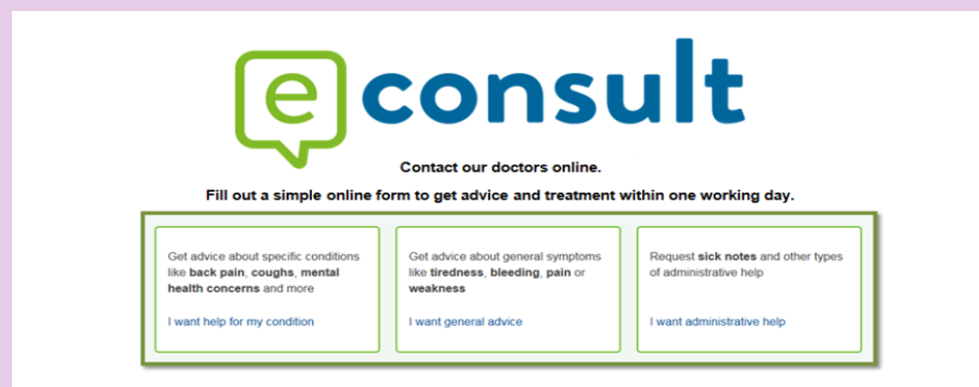 e consult
Contact our doctors online.
Fill out a simple online form to get advice and treatment within one working day.
Get advice about specific conditions
like back pain, coughs, mental
health concerns and more
I want help for my condition
Get advice about general symptoms
like tiredness, bleeding, pain or
weakness
I want general advice
Request sick notes and other types
of administrative help
I want administrative help